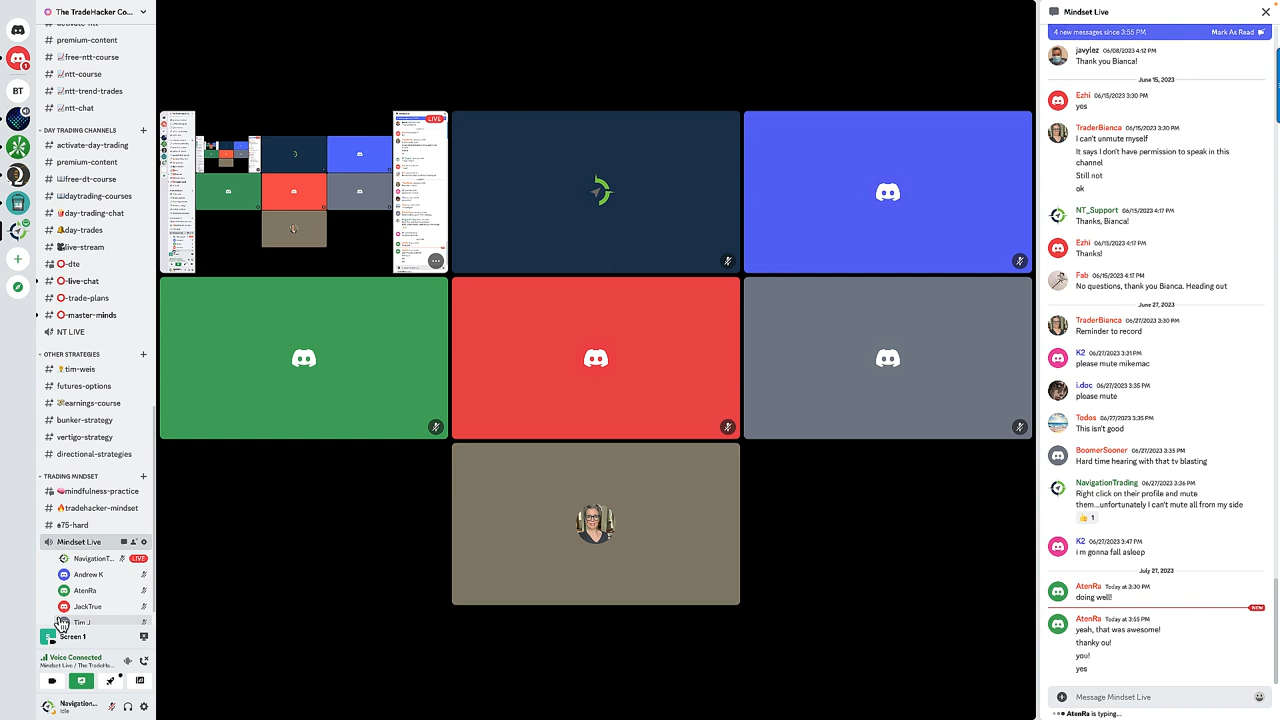 The TradeHacker Co...
premium-content
free-ntt-course
ntt-course
ntt-trend-trades
ntt-chat
DAY TRADING CHANNELS
activate-day-trading
premium-content
free-dt-course
daytrading-courses
day-trading-chat
day-trades
live-stream
-dte
-live-chat
-trade-plans
-master-minds
NT LIVE
OTHER STRATEGIES
tim-weis
futures-options
earnings-course
bunker-strategy
vertigo-strategy
directional-strategies
TRADING MINDSET
mindfulness-practice
tradehacker-mindset
75-hard
Mindset Live
NavigationT...
LIVE
Andrew K
AtenRa
JackTrue
Tim J
Screen 1
Voice Connected
Mindset Live / The TradeHa...
Navigation...
Idle
BT
LIVE
Mindset Live
4 new messages since 3:55 PM
Mark As Read
javylez 06/08/2023 4:12 PM
Thank you Bianca!
June 15, 2023
Ezhi 06/15/2023 3:30 PM
yes
TraderBianca 06/15/2023 3:30 PM
I can't unmute myself
It says I don't have permission to speak in this
channel
Still not
ok
NT_Support 06/15/2023 4:17 PM
Thanks, Bianca!
Ezhi 06/15/2023 4:17 PM
Thanks!
Fab 06/15/2023 4:17 PM
No questions, thank you Bianca. Heading out
June 27, 2023
TraderBianca 06/27/2023 3:30 PM
Reminder to record
K2 06/27/2023 3:31 PM
please mute mikemac
i.doc 06/27/2023 3:35 PM
please mute
Todos 06/27/2023 3:35 PM
This isn't good
BoomerSooner 06/27/2023 3:35 PM
Hard time hearing with that tv blasting
NavigationTrading 06/27/2023 3:36 PM
Right click on their profile and mute
them...unfortunately I can't mute all from my side
1
K2 06/27/2023 3:47 PM
i m gonna fall asleep
July 27, 2023
AtenRa Today at 3:30 PM
doing well!
NEW
AtenRa Today at 3:55 PM
yeah, that was awesome!
thanky ou!
you!
yes
Message Mindset Live
AtenRa is typing...